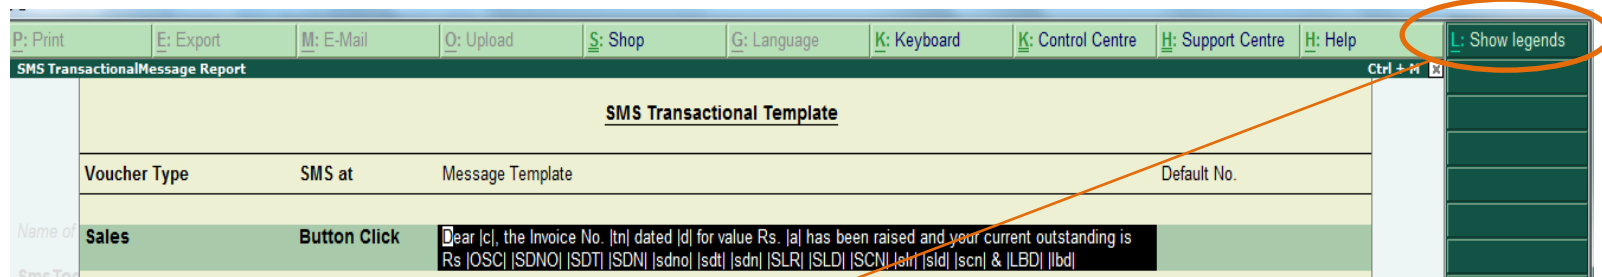 P: Print E: Export M: E-Mail O: Upload S: Shop G: Language K: Keyboard K: Control Centre H: Support Centre H: Help L: Show legends
SMS TransactionalMessage Report Ctrl + M
SMS Transactional Template
Voucher Type SMS at Message Template Default No.
Name of
Sales Button Click Dear |c|, the Invoice No. |tn| dated |d| for value Rs. |a| has been raised and your current outstanding is
Rs |OSC| |SDNO| |SDT| |SDN| |sdno| |sdt| |sdn| |SLR| |SLD| |SCN| |slr| |sld| |scn| & |LBD| |lbd|